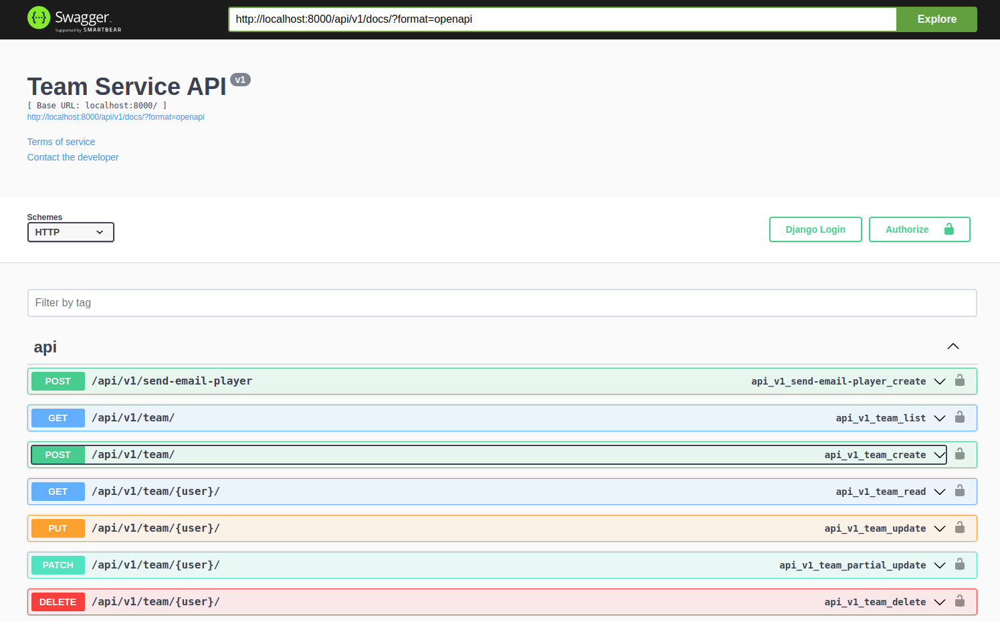 Swagger.
Supported by SMARTBEAR
http://localhost:8000/api/v1/docs/?format=openapi
Explore
Team Service API v1
[ Base URL: localhost:8000/ ]
http://localhost:8000/api/v1/docs/?format=openapi
Terms of service
Contact the developer
Schemes
HTTP
Django Login
Authorize
Filter by tag
api
POST /api/v1/send-email-player api_v1_send-email-player_create
GET /api/v1/team/ api_v1_team_list
POST /api/v1/team/ api_v1_team_create
GET /api/v1/team/{user}/ api_v1_team_read
PUT /api/v1/team/{user}/ api_v1_team_update
PATCH /api/v1/team/{user}/ api_v1_team_partial_update
DELETE /api/v1/team/{user}/ api_v1_team_delete